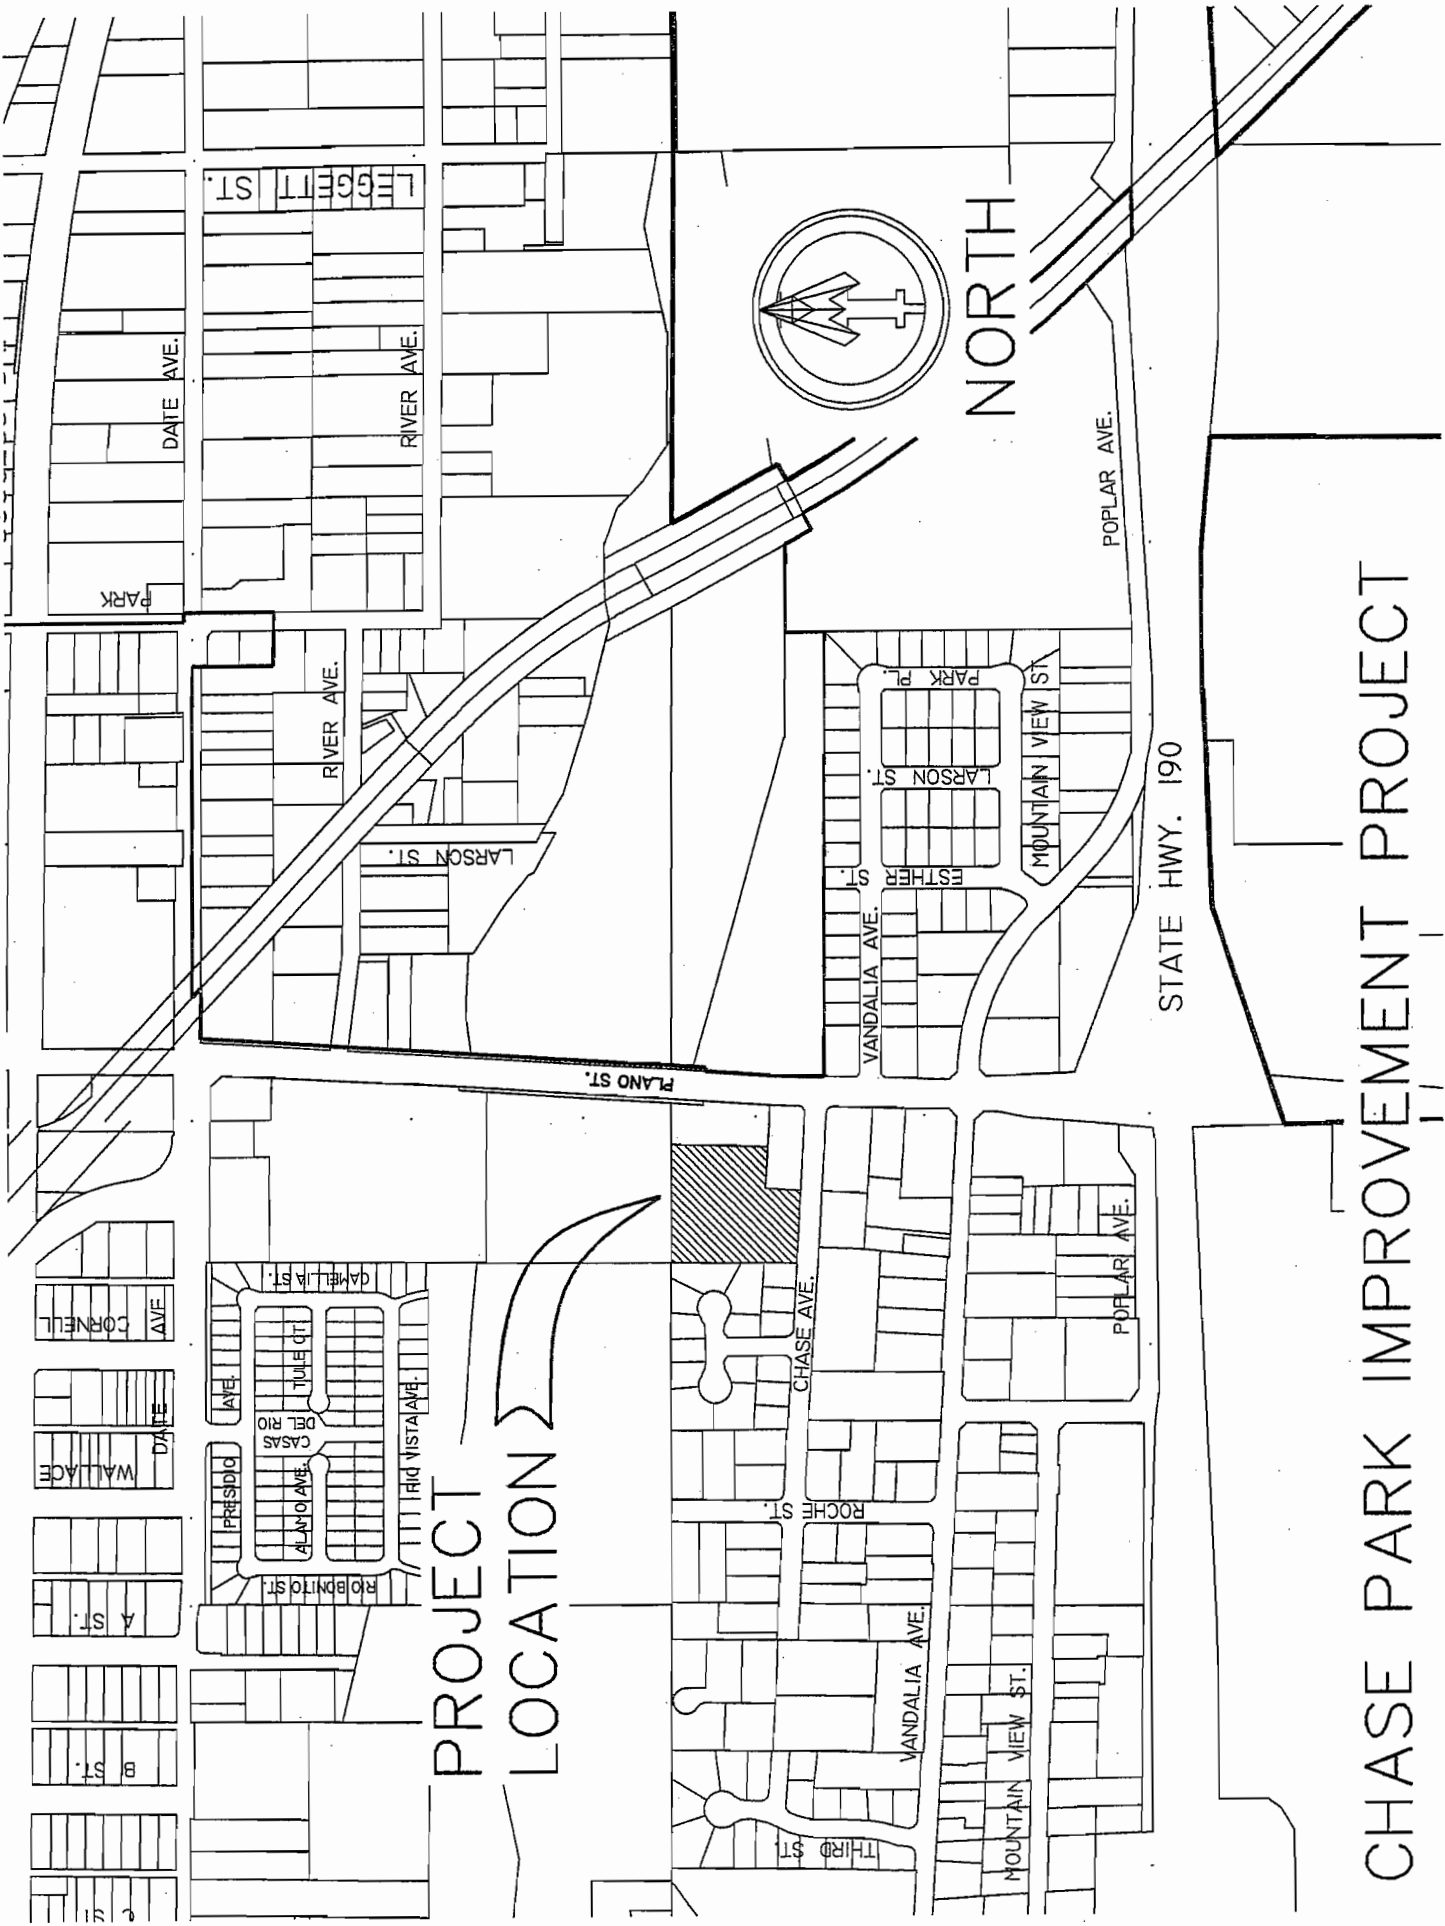 CHASE PARK IMPROVEMENT PROJECT
PROJECT
LOCATION
NORTH
STATE HWY. 190
PLANO ST.
LEGGETT ST.
DATE AVE.
RIVER AVE.
PARK
RIVER AVE.
LARSON ST.
POPLAR AVE.
PARK PL.
LARSON ST.
MOUNTAIN VIEW ST
ESTHER ST.
VANDALIA AVE.
CORNELL
AVE
WALLACE
DATE
A ST.
B ST.
C ST
CAMELLIA ST.
TULE CT.
AVE.
CASAS
DEL RIO
PRESIDIO
ALAMO AVE.
RIO VISTA AVE.
RIO BONITO ST.
CHASE AVE.
ROCHE ST.
POPLAR AVE.
VANDALIA AVE.
MOUNTAIN VIEW ST.
THIRD ST.